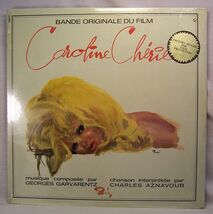 BANDE ORIGINALE DU FILM
Caroline Chérie
musique composée par
GEORGES GARVARENTZ
chanson interprétée par
CHARLES AZNAVOUR